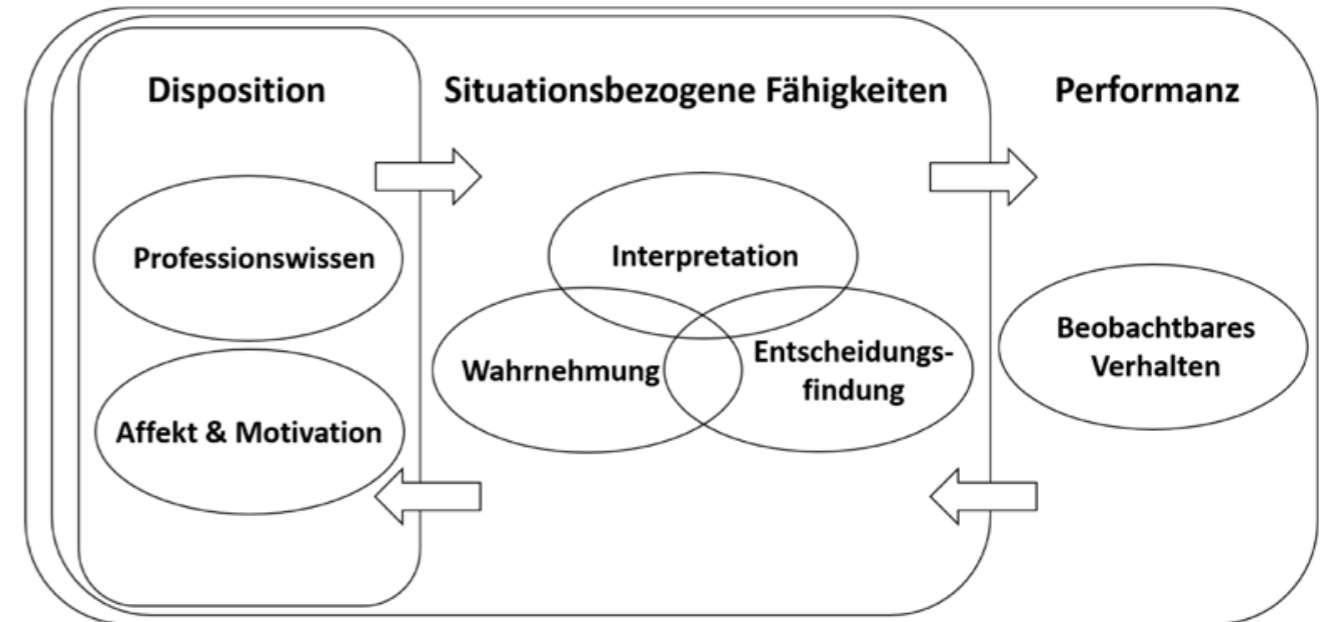 Disposition
Situationsbezogene Fähigkeiten
Performanz
Professionswissen
Affekt & Motivation
Interpretation
Wahrnehmung
Entscheidungs-
findung
Beobachtbares
Verhalten